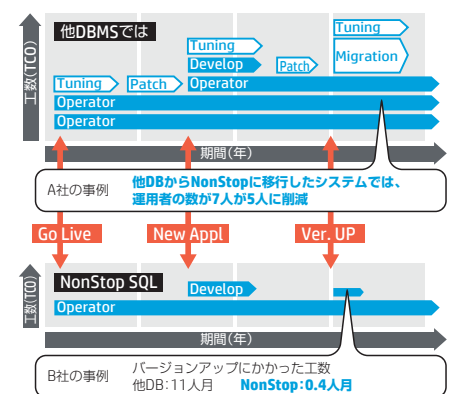 他DBMSでは
工数(TCO)
Tuning
Develop
Tuning
Migration
Patch
Tuning
Patch
Operator
Operator
Operator
期間(年)
A社の事例
他DBからNonStopに移行したシステムでは、
運用者の数が7人が5人に削減
Go Live
New Appl
Ver. UP
NonStop SQL
工数(TCO)
Develop
Operator
期間(年)
B社の事例
バージョンアップにかかった工数
他DB:11人月 NonStop:0.4人月